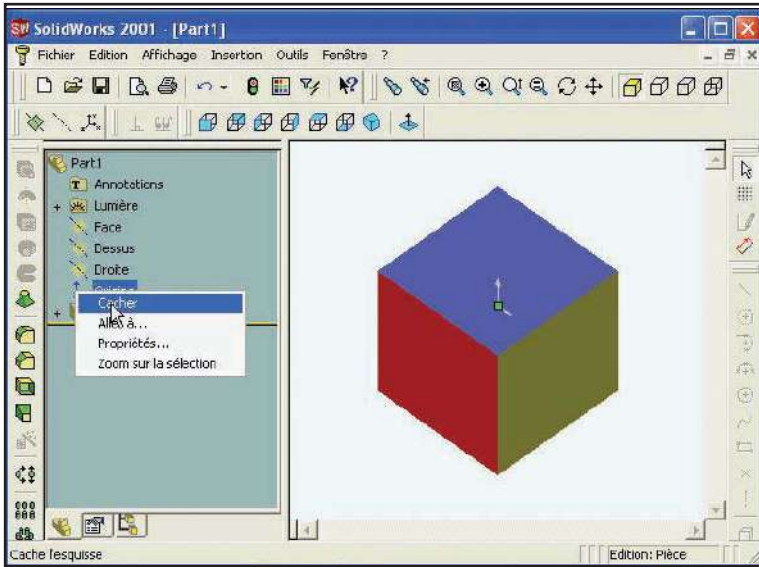 SolidWorks 2001 - [Part1]
Fichier Edition Affichage Insertion Outils Fenêtre ?
Part1
Annotations
Lumière
Face
Dessus
Droite
Cacher
Aller à...
Propriétés...
Zoom sur la sélection
Cache l'esquisse
Edition: Pièce